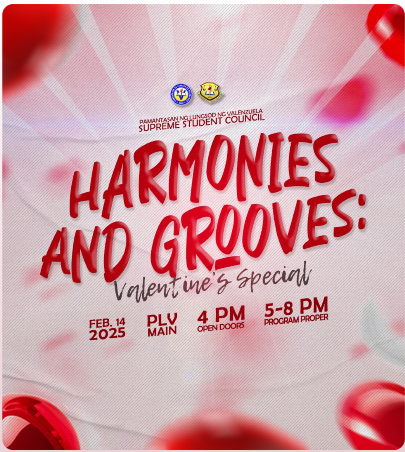 PAMANTASAN NG LUNGSOD NG VALENZUELA
SUPREME STUDENT COUNCIL
HARMONIES
AND GROOVES:
Valentine's Special
FEB. 14
2025
PLV
MAIN
4 PM
OPEN DOORS
5-8 PM
PROGRAM PROPER